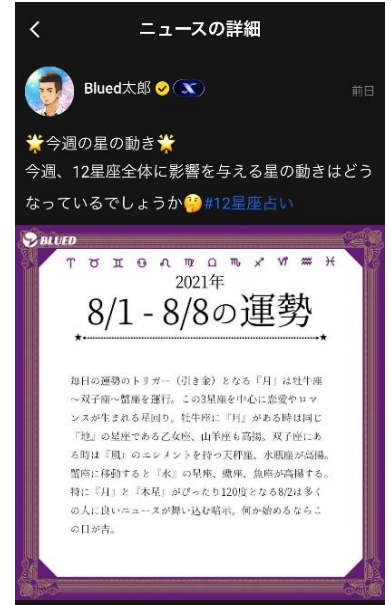 ニュースの詳細
Blued太郎
前日
🌟今週の星の動き🌟
今週、12星座全体に影響を与える星の動きはどう
なっているでしょうか🤔#12星座占い
BLUED
♈ ♉ ♊ ♋ ♌ ♍ ♎ ♏ ♐ ♑ ♒ ♓
2021年
8/1 - 8/8の運勢
毎日の運勢のトリガー（引き金）となる『月』は牡牛座
～双子座～蟹座を運行。この3星座を中心に恋愛やロマ
ンスが生まれる星回り。牡牛座に『月』がある時は同じ
『地』の星座である乙女座、山羊座も高揚。双子座にあ
る時は『風』のエレメントを持つ天秤座、水瓶座が高揚。
蟹座に移動すると『水』の星座、蠍座、魚座が高揚する。
特に『月』と『木星』がぴったり120度となる8/2は多く
の人に良いニュースが舞い込む暗示。何か始めるならこ
の日が吉。